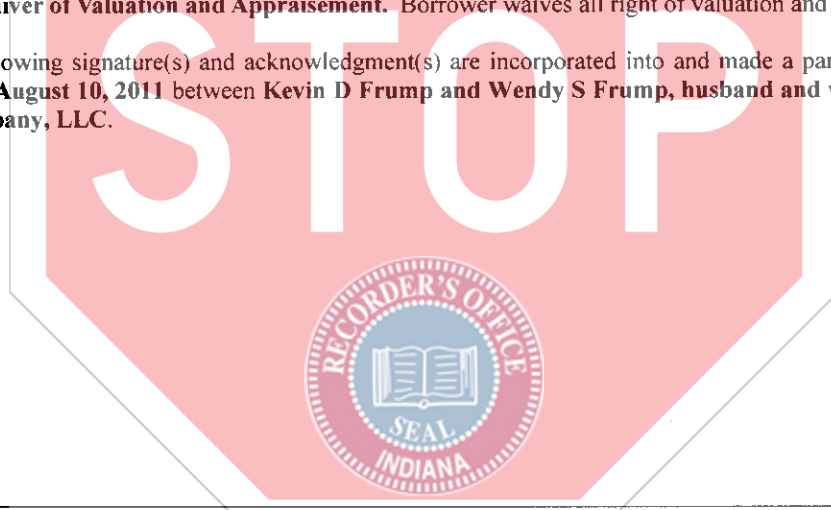 iver of Valuation and Appraisement. Borrower waives all right of valuation and
owing signature(s) and acknowledgment(s) are incorporated into and made a par
August 10, 2011 between Kevin D Frump and Wendy S Frump, husband and
pany, LLC.
STOP
RECORDER'S OFFICE
SEAL
INDIANA